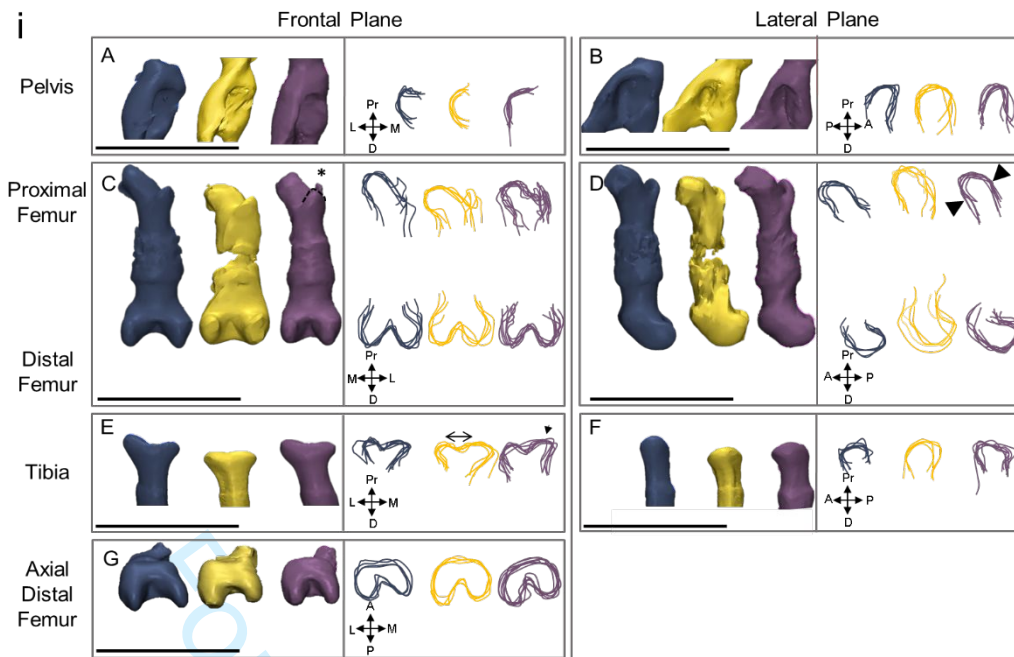 i
Frontal Plane
Lateral Plane
Pelvis
A
Pr
L M
D
B
Pr
P A
D
Proximal
Femur
C
*
D
Distal
Femur
Pr
M L
D
Pr
A P
D
Tibia
E
Pr
L M
D
F
Pr
A P
D
Axial
Distal
Femur
G
A
L M
P